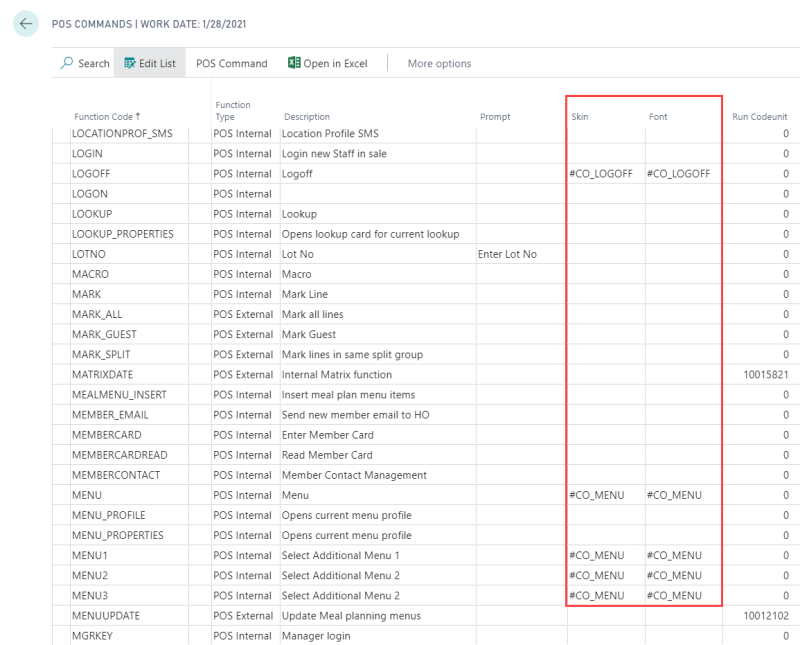 POS COMMANDS | WORK DATE: 1/28/2021
Search Edit List POS Command Open in Excel More options
Function Code ↑ Function Type Description Prompt Skin Font Run Codeunit
LOCATIONPROF_SMS POS Internal Location Profile SMS 0
LOGIN POS Internal Login new Staff in sale 0
LOGOFF POS Internal Logoff #CO_LOGOFF #CO_LOGOFF 0
LOGON POS Internal 0
LOOKUP POS Internal Lookup 0
LOOKUP_PROPERTIES POS Internal Opens lookup card for current lookup 0
LOTNO POS Internal Lot No Enter Lot No 0
MACRO POS Internal Macro 0
MARK POS Internal Mark Line 0
MARK_ALL POS External Mark all lines 0
MARK_GUEST POS External Mark Guest 0
MARK_SPLIT POS External Mark lines in same split group 0
MATRIXDATE POS External Internal Matrix function 10015821
MEALMENU_INSERT POS Internal Insert meal plan menu items 0
MEMBER_EMAIL POS Internal Send new member email to HO 0
MEMBERCARD POS Internal Enter Member Card 0
MEMBERCARDREAD POS Internal Read Member Card 0
MEMBERCONTACT POS Internal Member Contact Management 0
MENU POS Internal Menu #CO_MENU #CO_MENU 0
MENU_PROFILE POS Internal Opens current menu profile 0
MENU_PROPERTIES POS Internal Opens current menu profile 0
MENU1 POS Internal Select Additional Menu 1 #CO_MENU #CO_MENU 0
MENU2 POS Internal Select Additional Menu 2 #CO_MENU #CO_MENU 0
MENU3 POS Internal Select Additional Menu 2 #CO_MENU #CO_MENU 0
MENUUPDATE POS External Update Meal planning menus 10012102
MGRKEY POS Internal Manager login 0